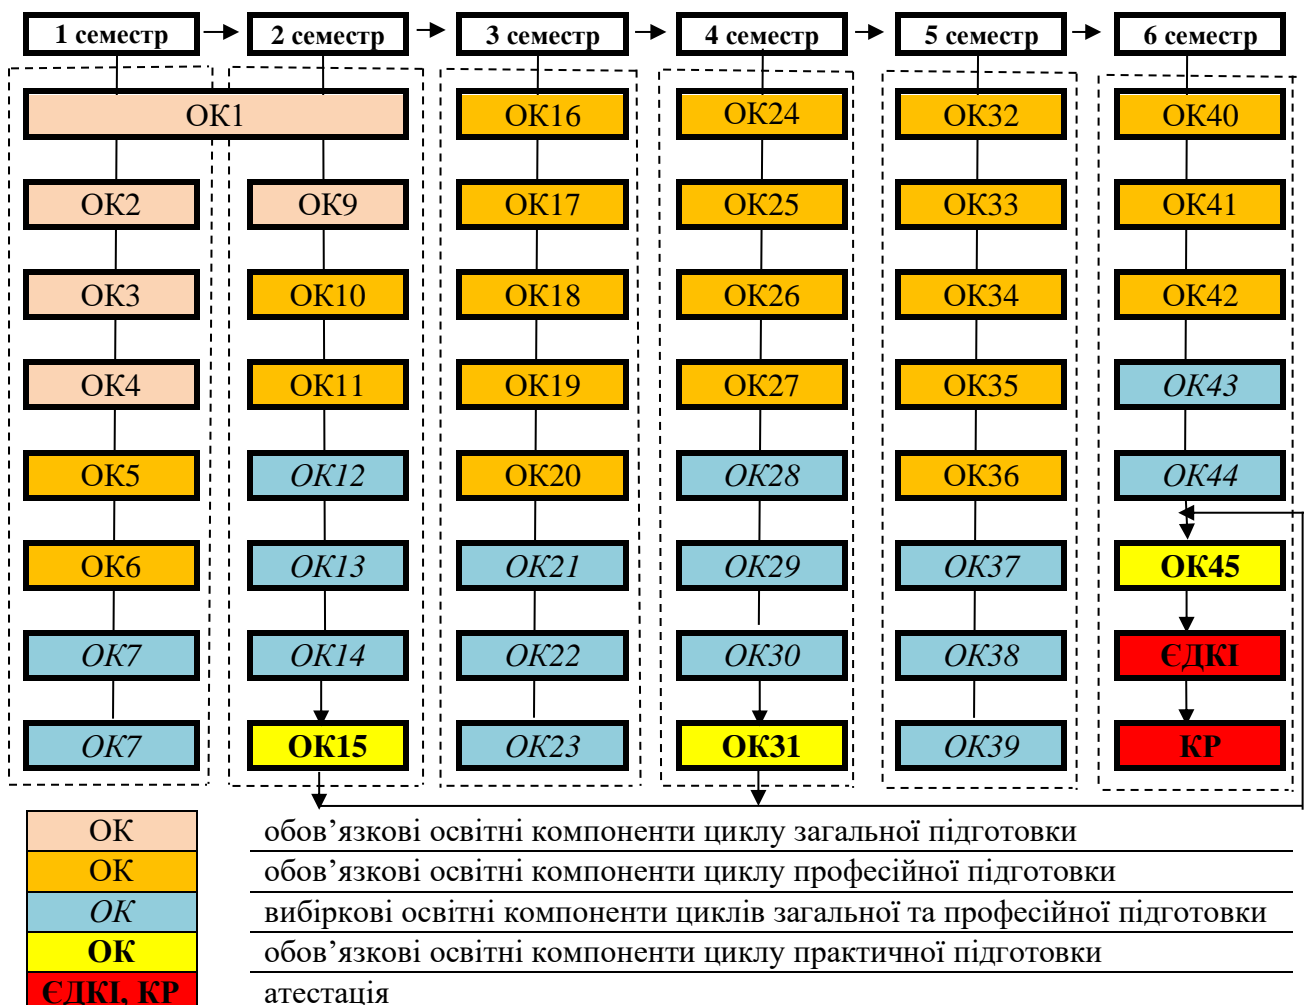 1 семестр 2 семестр 3 семестр 4 семестр 5 семестр 6 семестр
ОК1 ОК16 ОК24 ОК32 ОК40
ОК2 ОК9 ОК17 ОК25 ОК33 ОК41
ОК3 ОК10 ОК18 ОК26 ОК34 ОК42
ОК4 ОК11 ОК19 ОК27 ОК35 ОК43
ОК5 ОК12 ОК20 ОК28 ОК36 ОК44
ОК6 ОК13 ОК21 ОК29 ОК37 ОК45
ОК7 ОК14 ОК22 ОК30 ОК38 ЄДКІ
ОК7 ОК15 ОК23 ОК31 ОК39 КР
ОК обов’язкові освітні компоненти циклу загальної підготовки
ОК обов’язкові освітні компоненти циклу професійної підготовки
ОК вибіркові освітні компоненти циклів загальної та професійної підготовки
ОК обов’язкові освітні компоненти циклу практичної підготовки
ЄДКІ, КР атестація